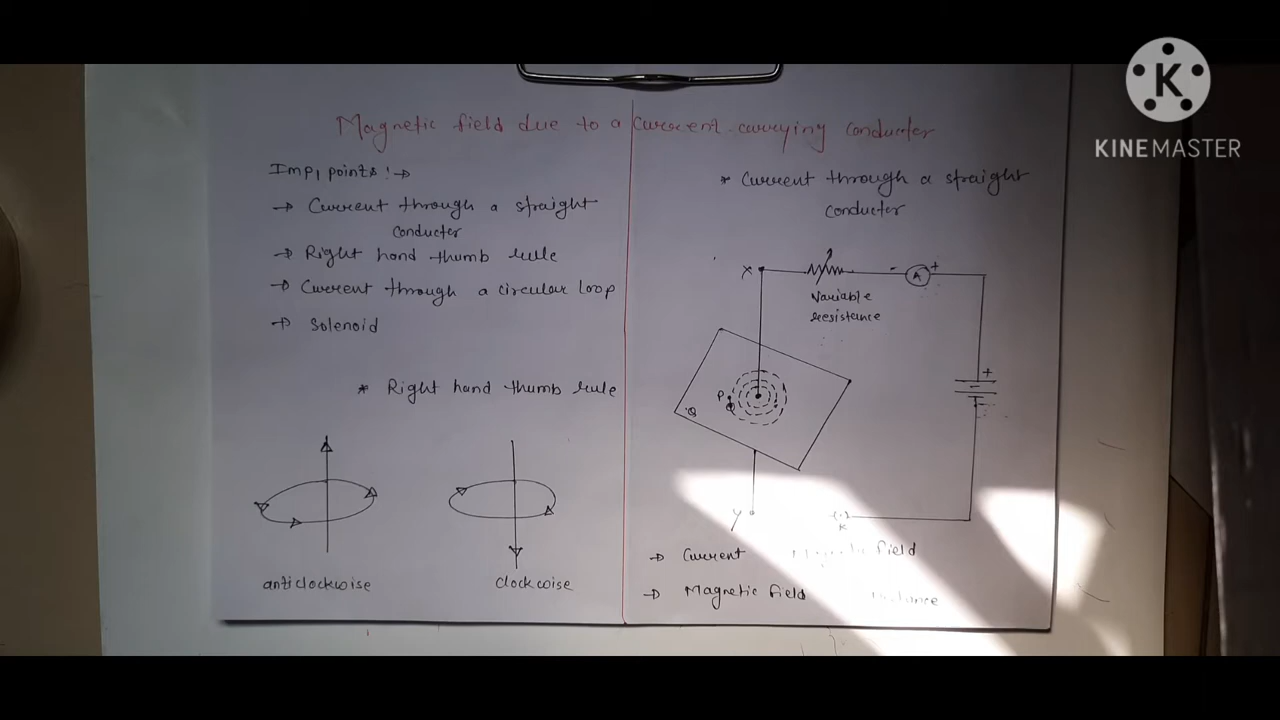 Magnetic field due to a current carrying conductor
Imp, points :→
→ Current through a straight
conductor
→ Right hand thumb rule
→ Current through a circular loop
→ Solenoid
* Right hand thumb rule
anticlockwise
clockwise
* Current through a straight
conductor
X
- A +
Variable
resistance
+
-
P
Q
Y
(·)
K
→ Current
field
→ Magnetic field
K
KINEMASTER